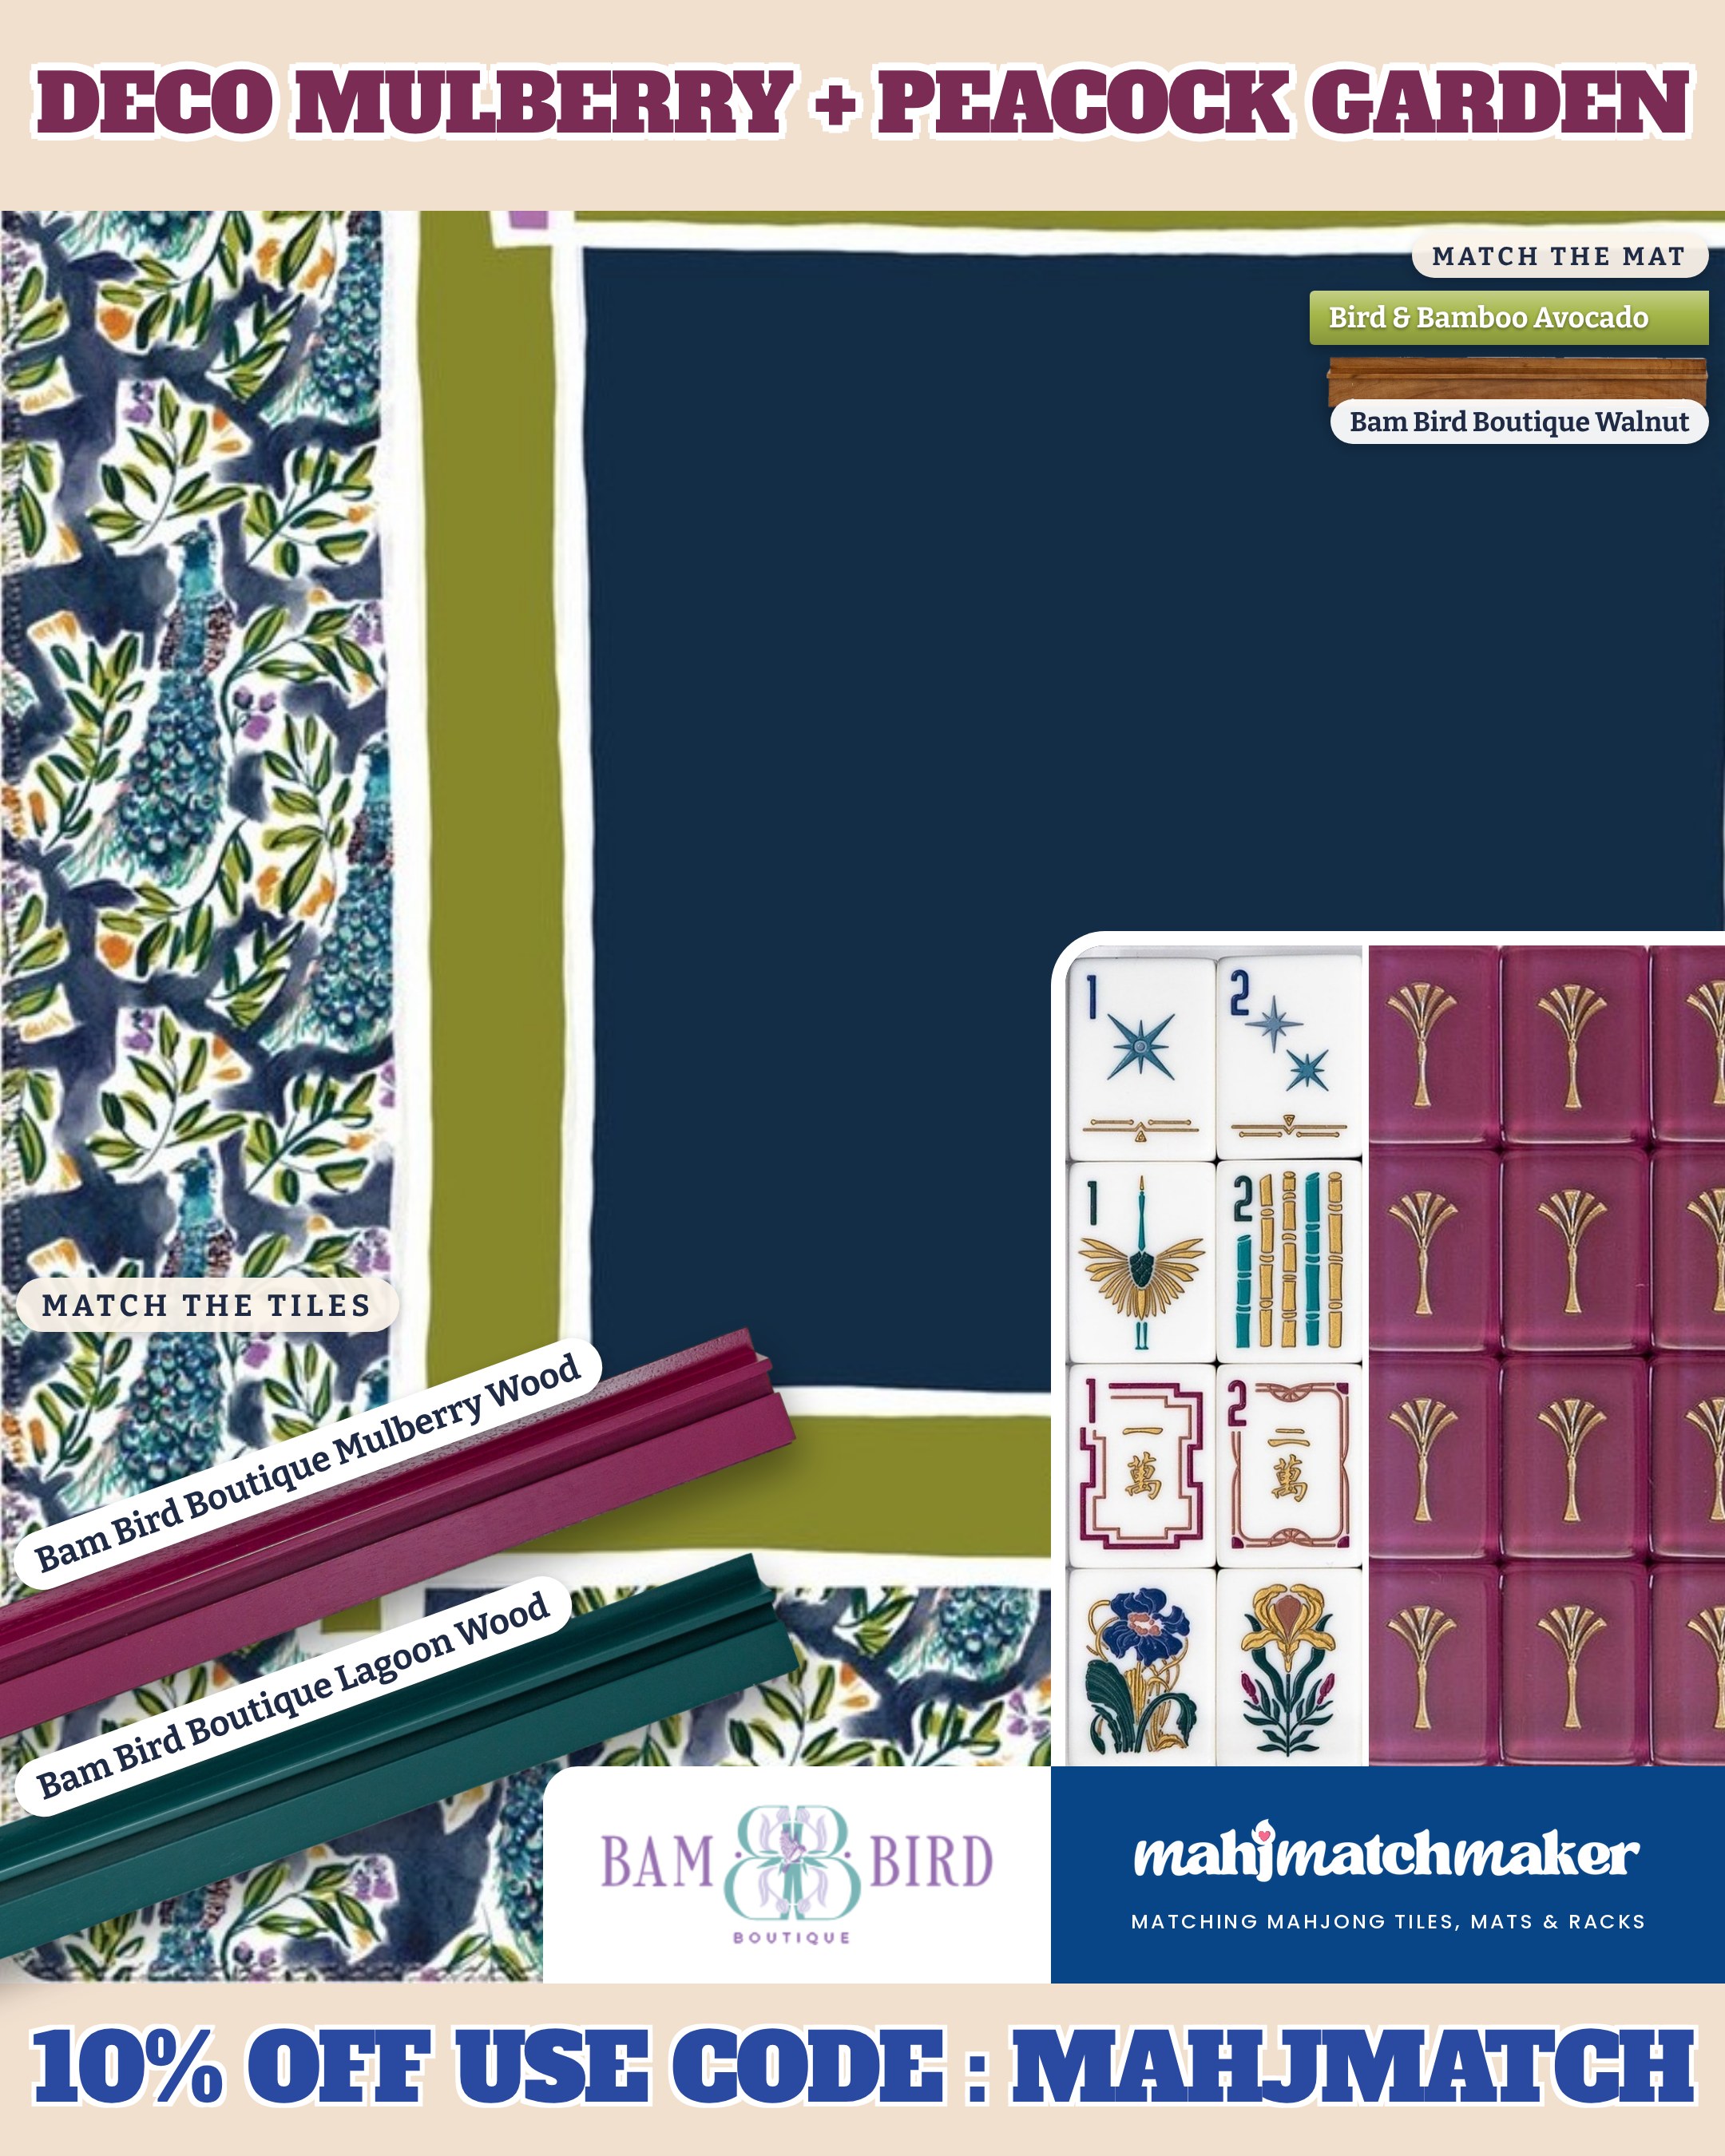 DECO MULBERRY + PEACOCK GARDEN
MATCH THE MAT
Bird & Bamboo Avocado
Bam Bird Boutique Walnut
1
2
1
2
1
一
萬
2
二
萬
MATCH THE TILES
Bam Bird Boutique Mulberry Wood
Bam Bird Boutique Lagoon Wood
BAM BIRD
BOUTIQUE
mahjmatchmaker
MATCHING MAHJONG TILES, MATS & RACKS
10% OFF USE CODE : MAHJMATCH